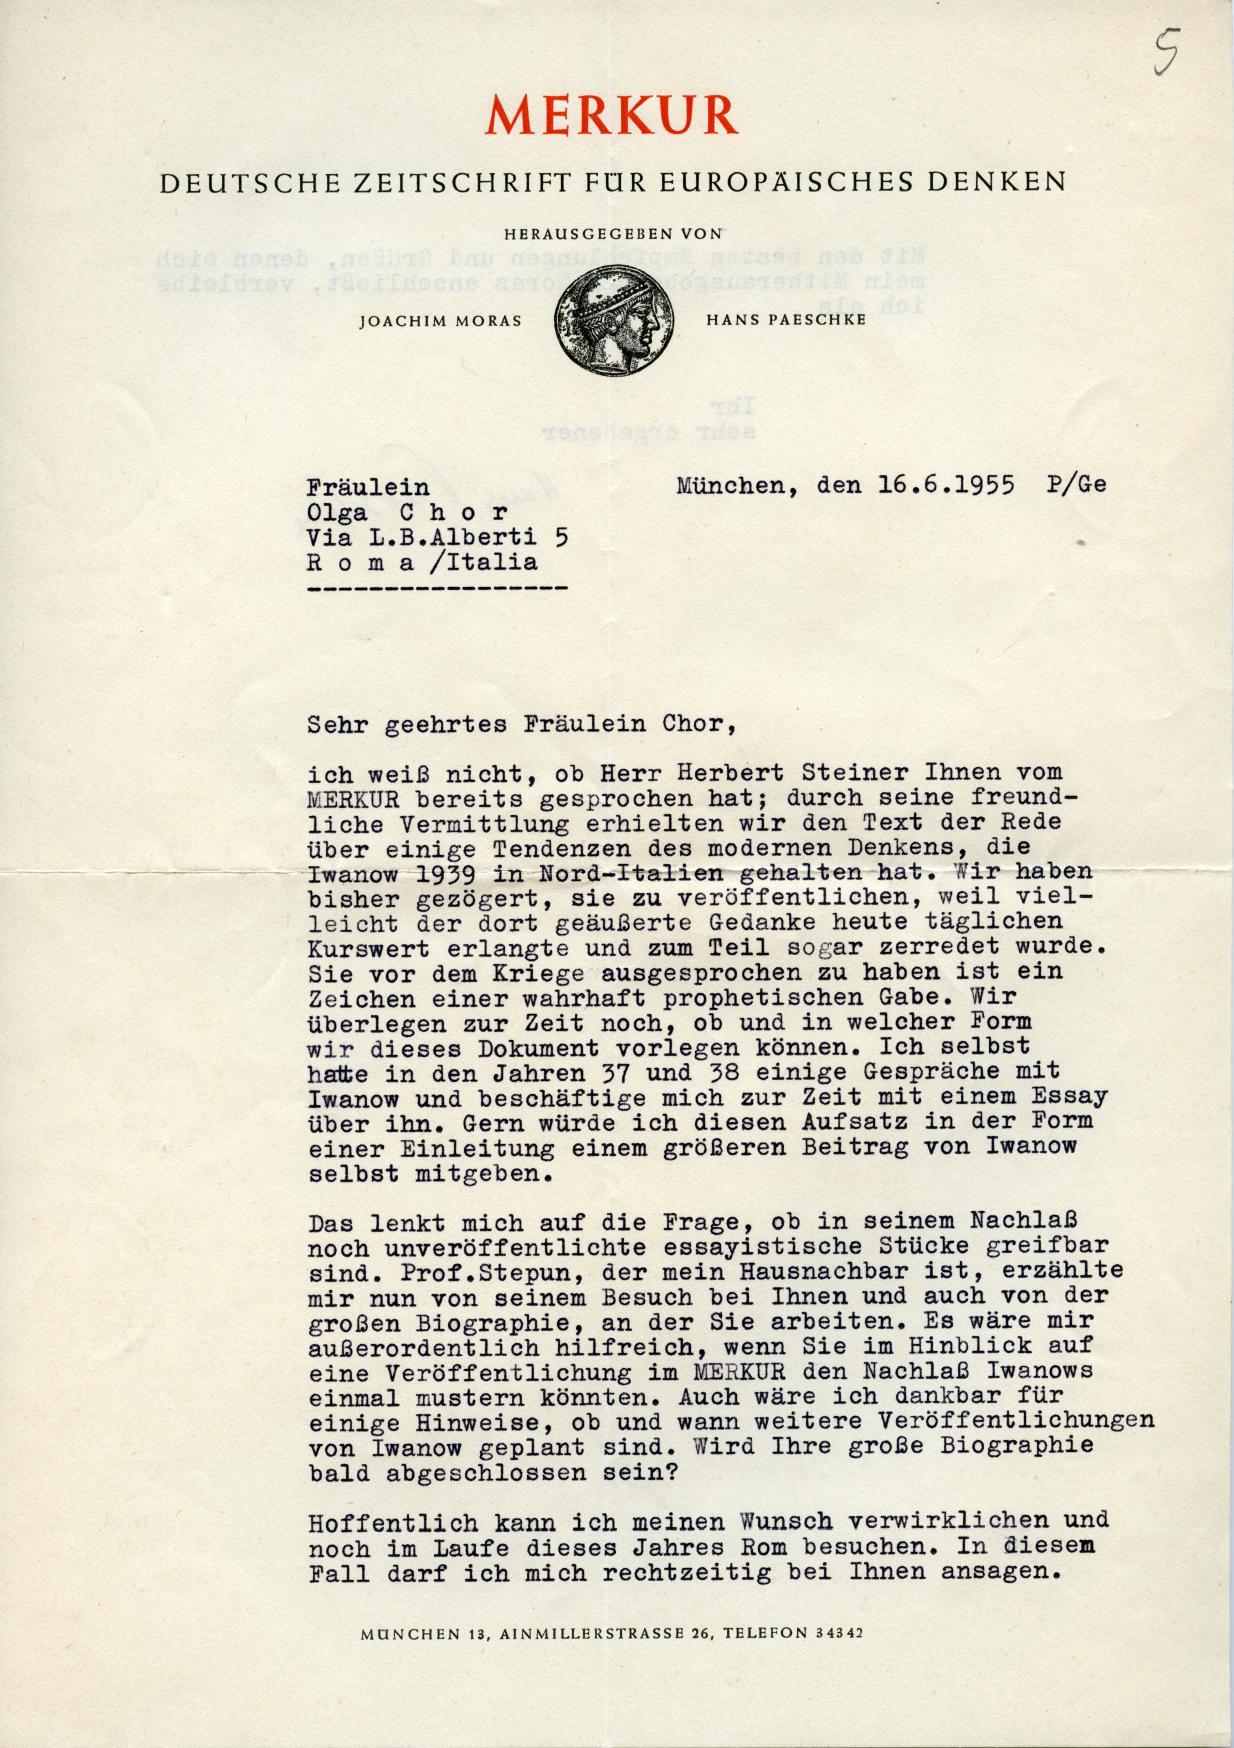 5
MERKUR
DEUTSCHE ZEITSCHRIFT FÜR EUROPÄISCHES DENKEN
HERAUSGEGEBEN VON
JOACHIM MORAS HANS PAESCHKE
Fräulein München, den 16.6.1955 P/Ge
Olga C h o r
Via L.B.Alberti 5
R o m a /Italia
-----------------
Sehr geehrtes Fräulein Chor,
ich weiß nicht, ob Herr Herbert Steiner Ihnen vom
MERKUR bereits gesprochen hat; durch seine freund-
liche Vermittlung erhielten wir den Text der Rede
über einige Tendenzen des modernen Denkens, die
Iwanow 1939 in Nord-Italien gehalten hat. Wir haben
bisher gezögert, sie zu veröffentlichen, weil viel-
leicht der dort geäußerte Gedanke heute täglichen
Kurswert erlangte und zum Teil sogar zerredet wurde.
Sie vor dem Kriege ausgesprochen zu haben ist ein
Zeichen einer wahrhaft prophetischen Gabe. Wir
überlegen zur Zeit noch, ob und in welcher Form
wir dieses Dokument vorlegen können. Ich selbst
hatte in den Jahren 37 und 38 einige Gespräche mit
Iwanow und beschäftige mich zur Zeit mit einem Essay
über ihn. Gern würde ich diesen Aufsatz in der Form
einer Einleitung einem größeren Beitrag von Iwanow
selbst mitgeben.
Das lenkt mich auf die Frage, ob in seinem Nachlaß
noch unveröffentlichte essayistische Stücke greifbar
sind. Prof.Stepun, der mein Hausnachbar ist, erzählte
mir nun von seinem Besuch bei Ihnen und auch von der
großen Biographie, an der Sie arbeiten. Es wäre mir
außerordentlich hilfreich, wenn Sie im Hinblick auf
eine Veröffentlichung im MERKUR den Nachlaß Iwanows
einmal mustern könnten. Auch wäre ich dankbar für
einige Hinweise, ob und wann weitere Veröffentlichungen
von Iwanow geplant sind. Wird Ihre große Biographie
bald abgeschlossen sein?
Hoffentlich kann ich meinen Wunsch verwirklichen und
noch im Laufe dieses Jahres Rom besuchen. In diesem
Fall darf ich mich rechtzeitig bei Ihnen ansagen.
MÜNCHEN 13, AINMILLERSTRASSE 26, TELEFON 34342